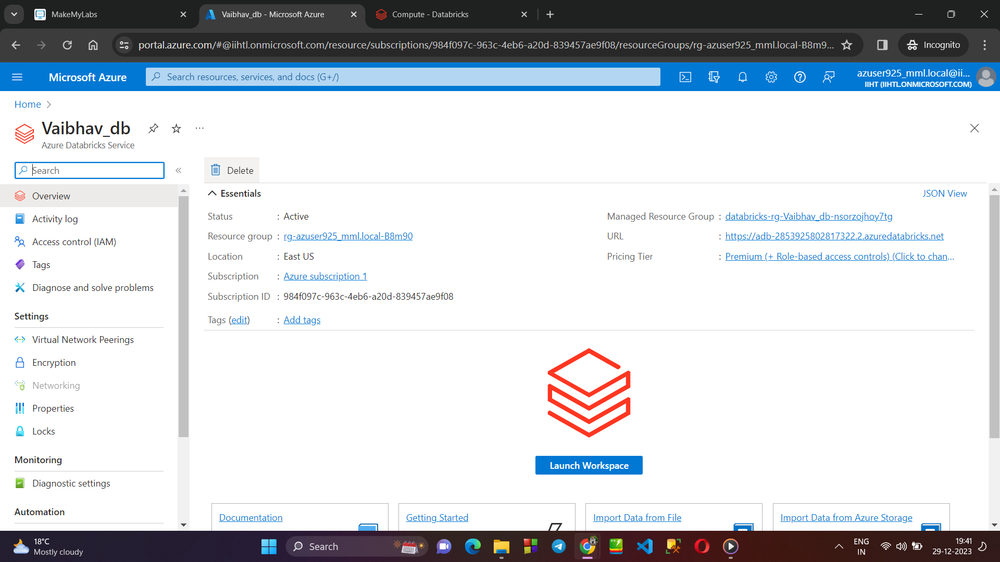 MakeMyLabs
Vaibhav_db - Microsoft Azure
Compute - Databricks
portal.azure.com/#@iihtl.onmicrosoft.com/resource/subscriptions/984f097c-963c-4eb6-a20d-839457ae9f08/resourceGroups/rg-azuser925_mml.local-B8m9...
Incognito
Microsoft Azure
Search resources, services, and docs (G+/)
azuser925_mml.local@ii...
IIHT (IIHTL.ONMICROSOFT.COM)
Home
Vaibhav_db
...
Azure Databricks Service
Search
«
Delete
Overview
Activity log
Access control (IAM)
Tags
Diagnose and solve problems
Settings
Virtual Network Peerings
Encryption
Networking
Properties
Locks
Monitoring
Diagnostic settings
Automation
Essentials
JSON View
Status : Active
Resource group : rg-azuser925_mml.local-B8m90
Location : East US
Subscription : Azure subscription 1
Subscription ID : 984f097c-963c-4eb6-a20d-839457ae9f08
Tags (edit) : Add tags
Managed Resource Group : databricks-rg-Vaibhav_db-nsorzojhoy7tg
URL : https://adb-2853925802817322.2.azuredatabricks.net
Pricing Tier : Premium (+ Role-based access controls) (Click to chan...
Launch Workspace
Documentation
Getting Started
Import Data from File
Import Data from Azure Storage
18°C
Mostly cloudy
Search
ENG
IN
19:41
29-12-2023